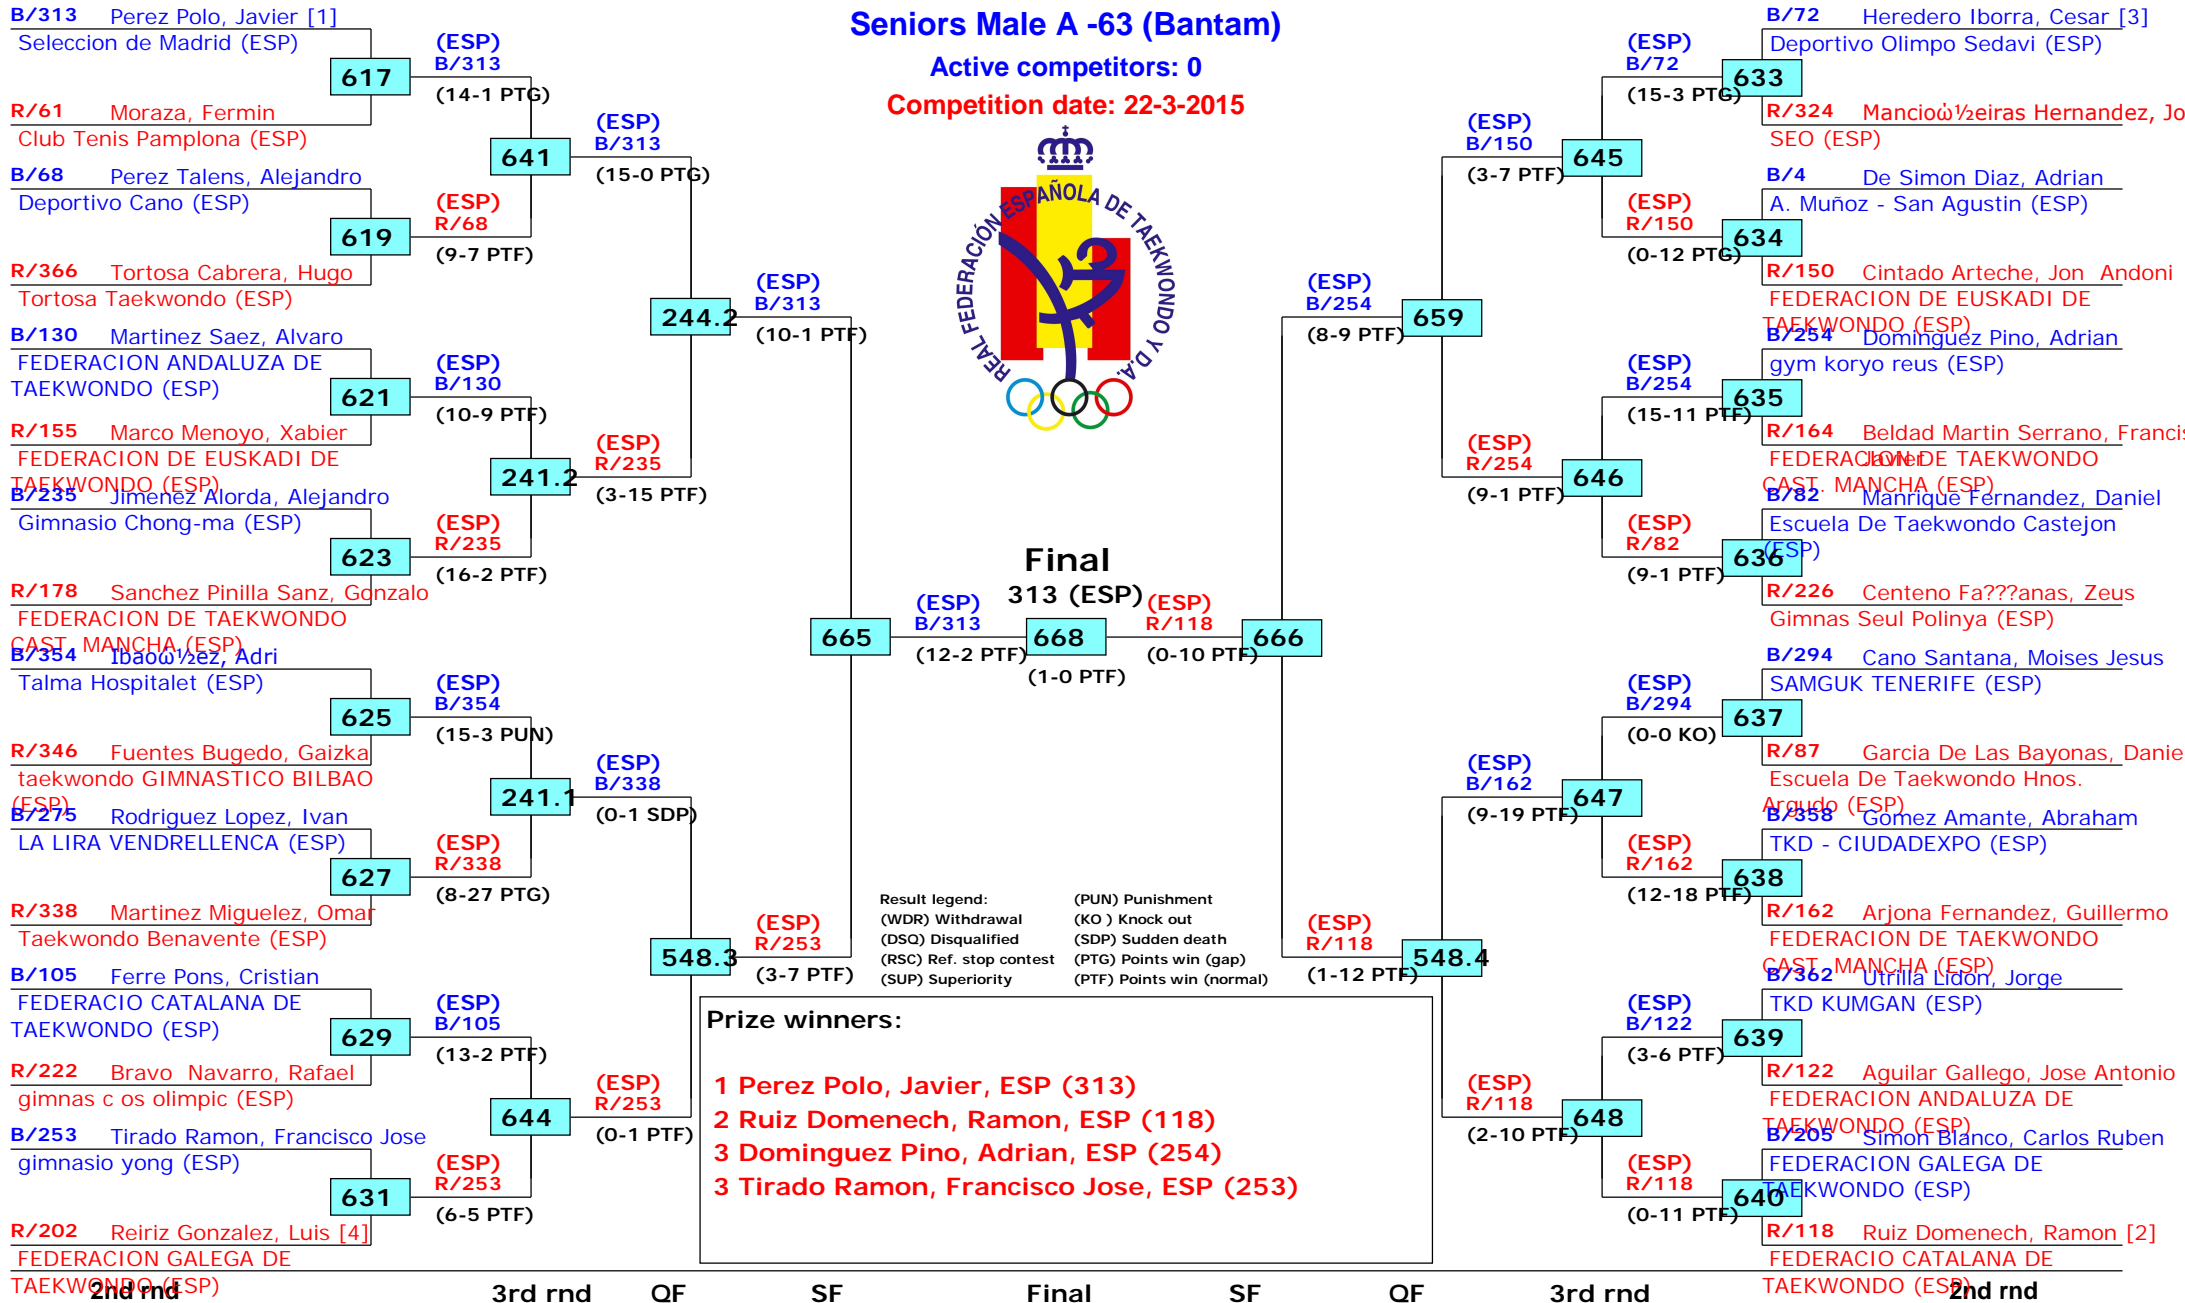 Seniors Male A -63 (Bantam)
Active competitors: 0
Competition date: 22-3-2015
REAL FEDERACIÓN ESPAÑOLA DE TAEKWONDO Y D.A.
B/313 Perez Polo, Javier [1]
Seleccion de Madrid (ESP)
617
R/61 Moraza, Fermin
Club Tenis Pamplona (ESP)
B/68 Perez Talens, Alejandro
Deportivo Cano (ESP)
619
R/366 Tortosa Cabrera, Hugo
Tortosa Taekwondo (ESP)
B/130 Martinez Saez, Alvaro
FEDERACION ANDALUZA DE
TAEKWONDO (ESP)
621
R/155 Marco Menoyo, Xabier
FEDERACION DE EUSKADI DE
TAEKWONDO (ESP)
B/235 Jimenez Alorda, Alejandro
Gimnasio Chong-ma (ESP)
623
R/178 Sanchez Pinilla Sanz, Gonzalo
FEDERACION DE TAEKWONDO
CAST. MANCHA (ESP)
B/354 Ibaoώ½ez, Adri
Talma Hospitalet (ESP)
625
R/346 Fuentes Bugedo, Gaizka
taekwondo GIMNASTICO BILBAO
(ESP)
B/275 Rodriguez Lopez, Ivan
LA LIRA VENDRELLENCA (ESP)
627
R/338 Martinez Miguelez, Omar
Taekwondo Benavente (ESP)
B/105 Ferre Pons, Cristian
FEDERACIO CATALANA DE
TAEKWONDO (ESP)
629
R/222 Bravo Navarro, Rafael
gimnas c os olimpic (ESP)
B/253 Tirado Ramon, Francisco Jose
gimnasio yong (ESP)
631
R/202 Reiriz Gonzalez, Luis [4]
FEDERACION GALEGA DE
TAEKWONDO (ESP)
(ESP)
B/313
(14-1 PTG)
641
(ESP)
R/68
(9-7 PTF)
(ESP)
B/130
(10-9 PTF)
241.2
(ESP)
R/235
(16-2 PTF)
(ESP)
B/354
(15-3 PUN)
241.1
(ESP)
R/338
(8-27 PTG)
(ESP)
B/105
(13-2 PTF)
644
(ESP)
R/253
(6-5 PTF)
(ESP)
B/313
(15-0 PTG)
244.2
(ESP)
R/235
(3-15 PTF)
(ESP)
B/338
(0-1 SDP)
548.3
(ESP)
R/253
(0-1 PTF)
(ESP)
B/313
(10-1 PTF)
665
(ESP)
R/253
(3-7 PTF)
(ESP)
B/313
(12-2 PTF)
Final
313 (ESP)
668
(1-0 PTF)
(ESP)
R/118
(0-10 PTF)
666
(ESP)
B/254
(8-9 PTF)
659
(ESP)
R/118
(1-12 PTF)
548.4
(ESP)
B/150
(3-7 PTF)
645
(ESP)
R/254
(9-1 PTF)
646
(ESP)
B/162
(9-19 PTF)
647
(ESP)
R/118
(2-10 PTF)
648
(ESP)
B/72
(15-3 PTG)
(ESP)
R/150
(0-12 PTG)
(ESP)
B/254
(15-11 PTF)
(ESP)
R/82
(9-1 PTF)
(ESP)
B/294
(0-0 KO)
(ESP)
R/162
(12-18 PTF)
(ESP)
B/122
(3-6 PTF)
(ESP)
R/118
(0-11 PTF)
B/72 Heredero Iborra, Cesar [3]
Deportivo Olimpo Sedavi (ESP)
633
R/324 Mancioώ½eiras Hernandez, Jo
SEO (ESP)
B/4 De Simon Diaz, Adrian
A. Muñoz - San Agustin (ESP)
634
R/150 Cintado Arteche, Jon Andoni
FEDERACION DE EUSKADI DE
TAEKWONDO (ESP)
B/254 Dominguez Pino, Adrian
gym koryo reus (ESP)
635
R/164 Beldad Martin Serrano, Francis
Javier
FEDERACION DE TAEKWONDO
CAST. MANCHA (ESP)
B/82 Manrique Fernandez, Daniel
Escuela De Taekwondo Castejon
(ESP)
636
R/226 Centeno Fa???anas, Zeus
Gimnas Seul Polinya (ESP)
B/294 Cano Santana, Moises Jesus
SAMGUK TENERIFE (ESP)
637
R/87 Garcia De Las Bayonas, Danie
Escuela De Taekwondo Hnos.
Argudo (ESP)
B/358 Gomez Amante, Abraham
TKD - CIUDADEXPO (ESP)
638
R/162 Arjona Fernandez, Guillermo
FEDERACION DE TAEKWONDO
CAST. MANCHA (ESP)
B/362 Utrilla Lidon, Jorge
TKD KUMGAN (ESP)
639
R/122 Aguilar Gallego, Jose Antonio
FEDERACION ANDALUZA DE
TAEKWONDO (ESP)
B/205 Simon Blanco, Carlos Ruben
FEDERACION GALEGA DE
TAEKWONDO (ESP)
640
R/118 Ruiz Domenech, Ramon [2]
FEDERACIO CATALANA DE
TAEKWONDO (ESP)
Result legend: (PUN) Punishment
(WDR) Withdrawal (KO ) Knock out
(DSQ) Disqualified (SDP) Sudden death
(RSC) Ref. stop contest (PTG) Points win (gap)
(SUP) Superiority (PTF) Points win (normal)
Prize winners:
1 Perez Polo, Javier, ESP (313)
2 Ruiz Domenech, Ramon, ESP (118)
3 Dominguez Pino, Adrian, ESP (254)
3 Tirado Ramon, Francisco Jose, ESP (253)
2nd rnd 3rd rnd QF SF Final SF QF 3rd rnd 2nd rnd